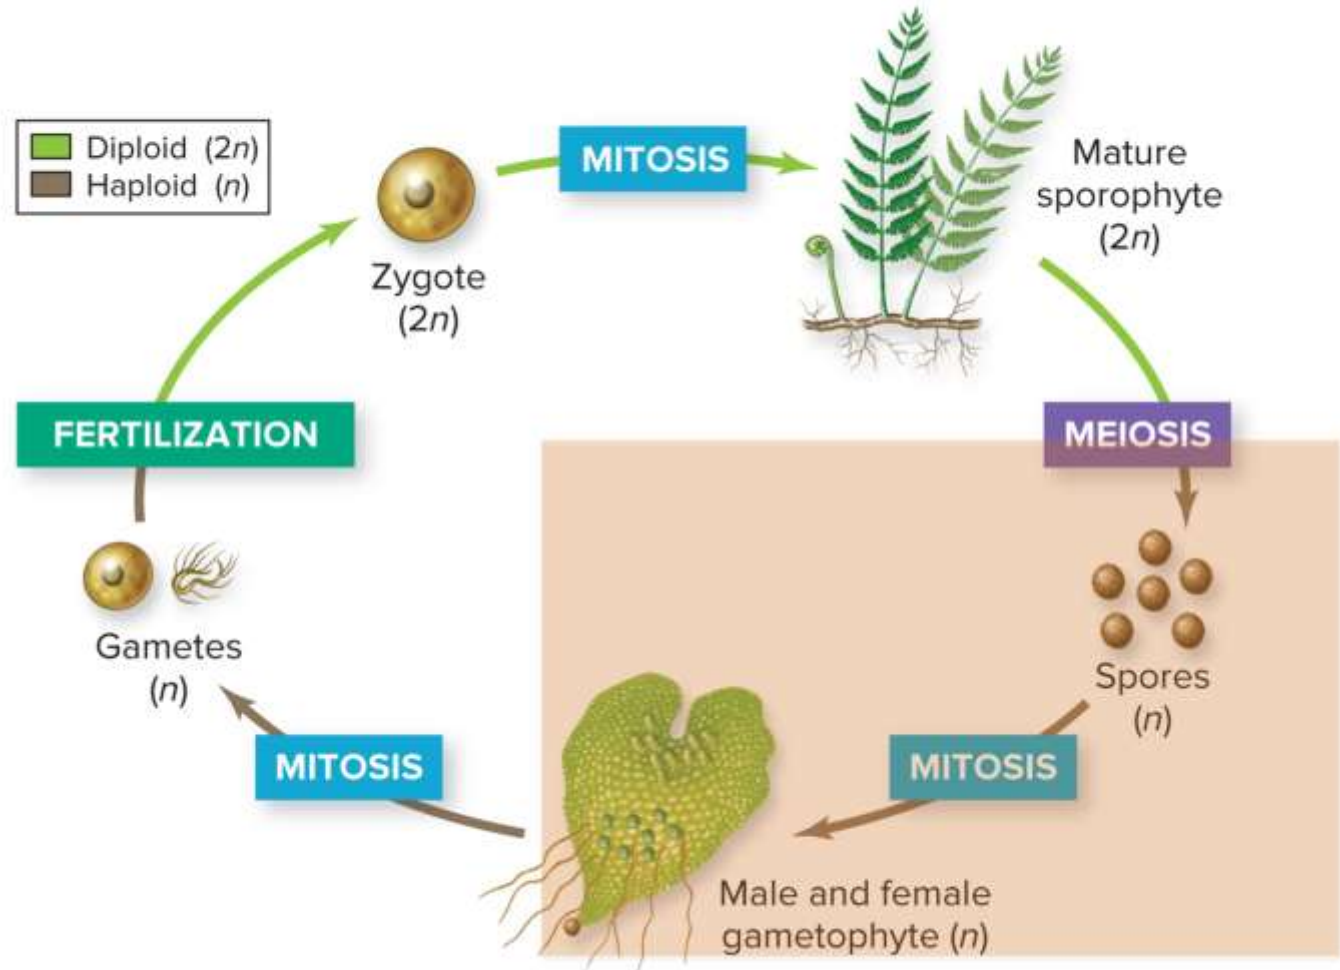 Diploid (2n)
Haploid (n)
MITOSIS
Mature
sporophyte
(2n)
Zygote
(2n)
FERTILIZATION
MEIOSIS
Gametes
(n)
Spores
(n)
MITOSIS
MITOSIS
Male and female
gametophyte (n)